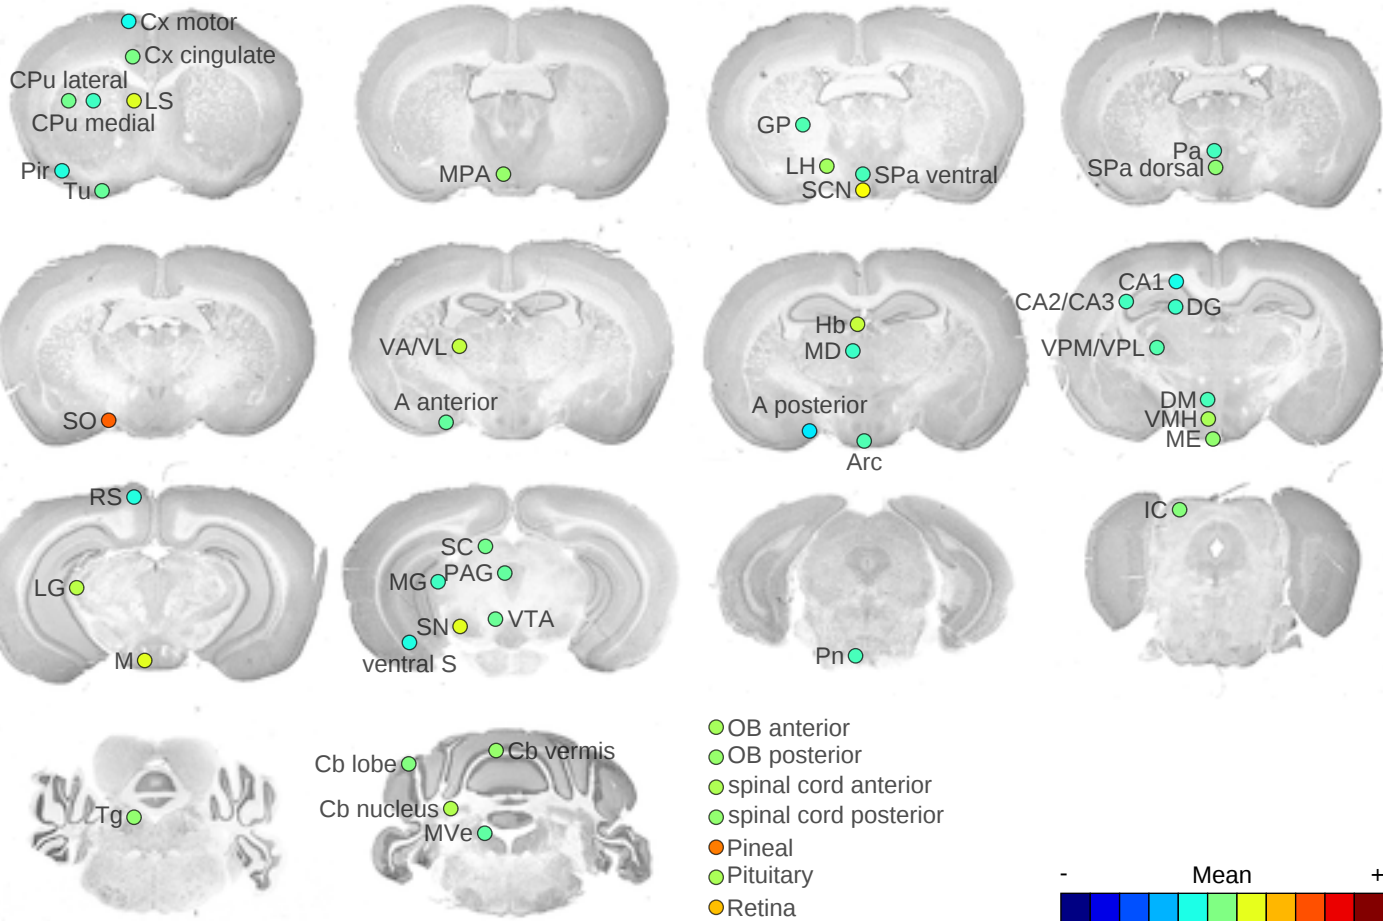 Cx motor
Cx cingulate
CPu lateral
LS
CPu medial
Pir
Tu
MPA
GP
LH
SPa ventral
SCN
Pa
SPa dorsal
SO
VA/VL
A anterior
Hb
MD
A posterior
Arc
CA1
CA2/CA3
DG
VPM/VPL
DM
VMH
ME
RS
LG
M
SC
PAG
MG
VTA
SN
ventral S
Pn
IC
Tg
Cb vermis
Cb lobe
Cb nucleus
MVe
OB anterior
OB posterior
spinal cord anterior
spinal cord posterior
Pineal
Pituitary
Retina
- Mean +